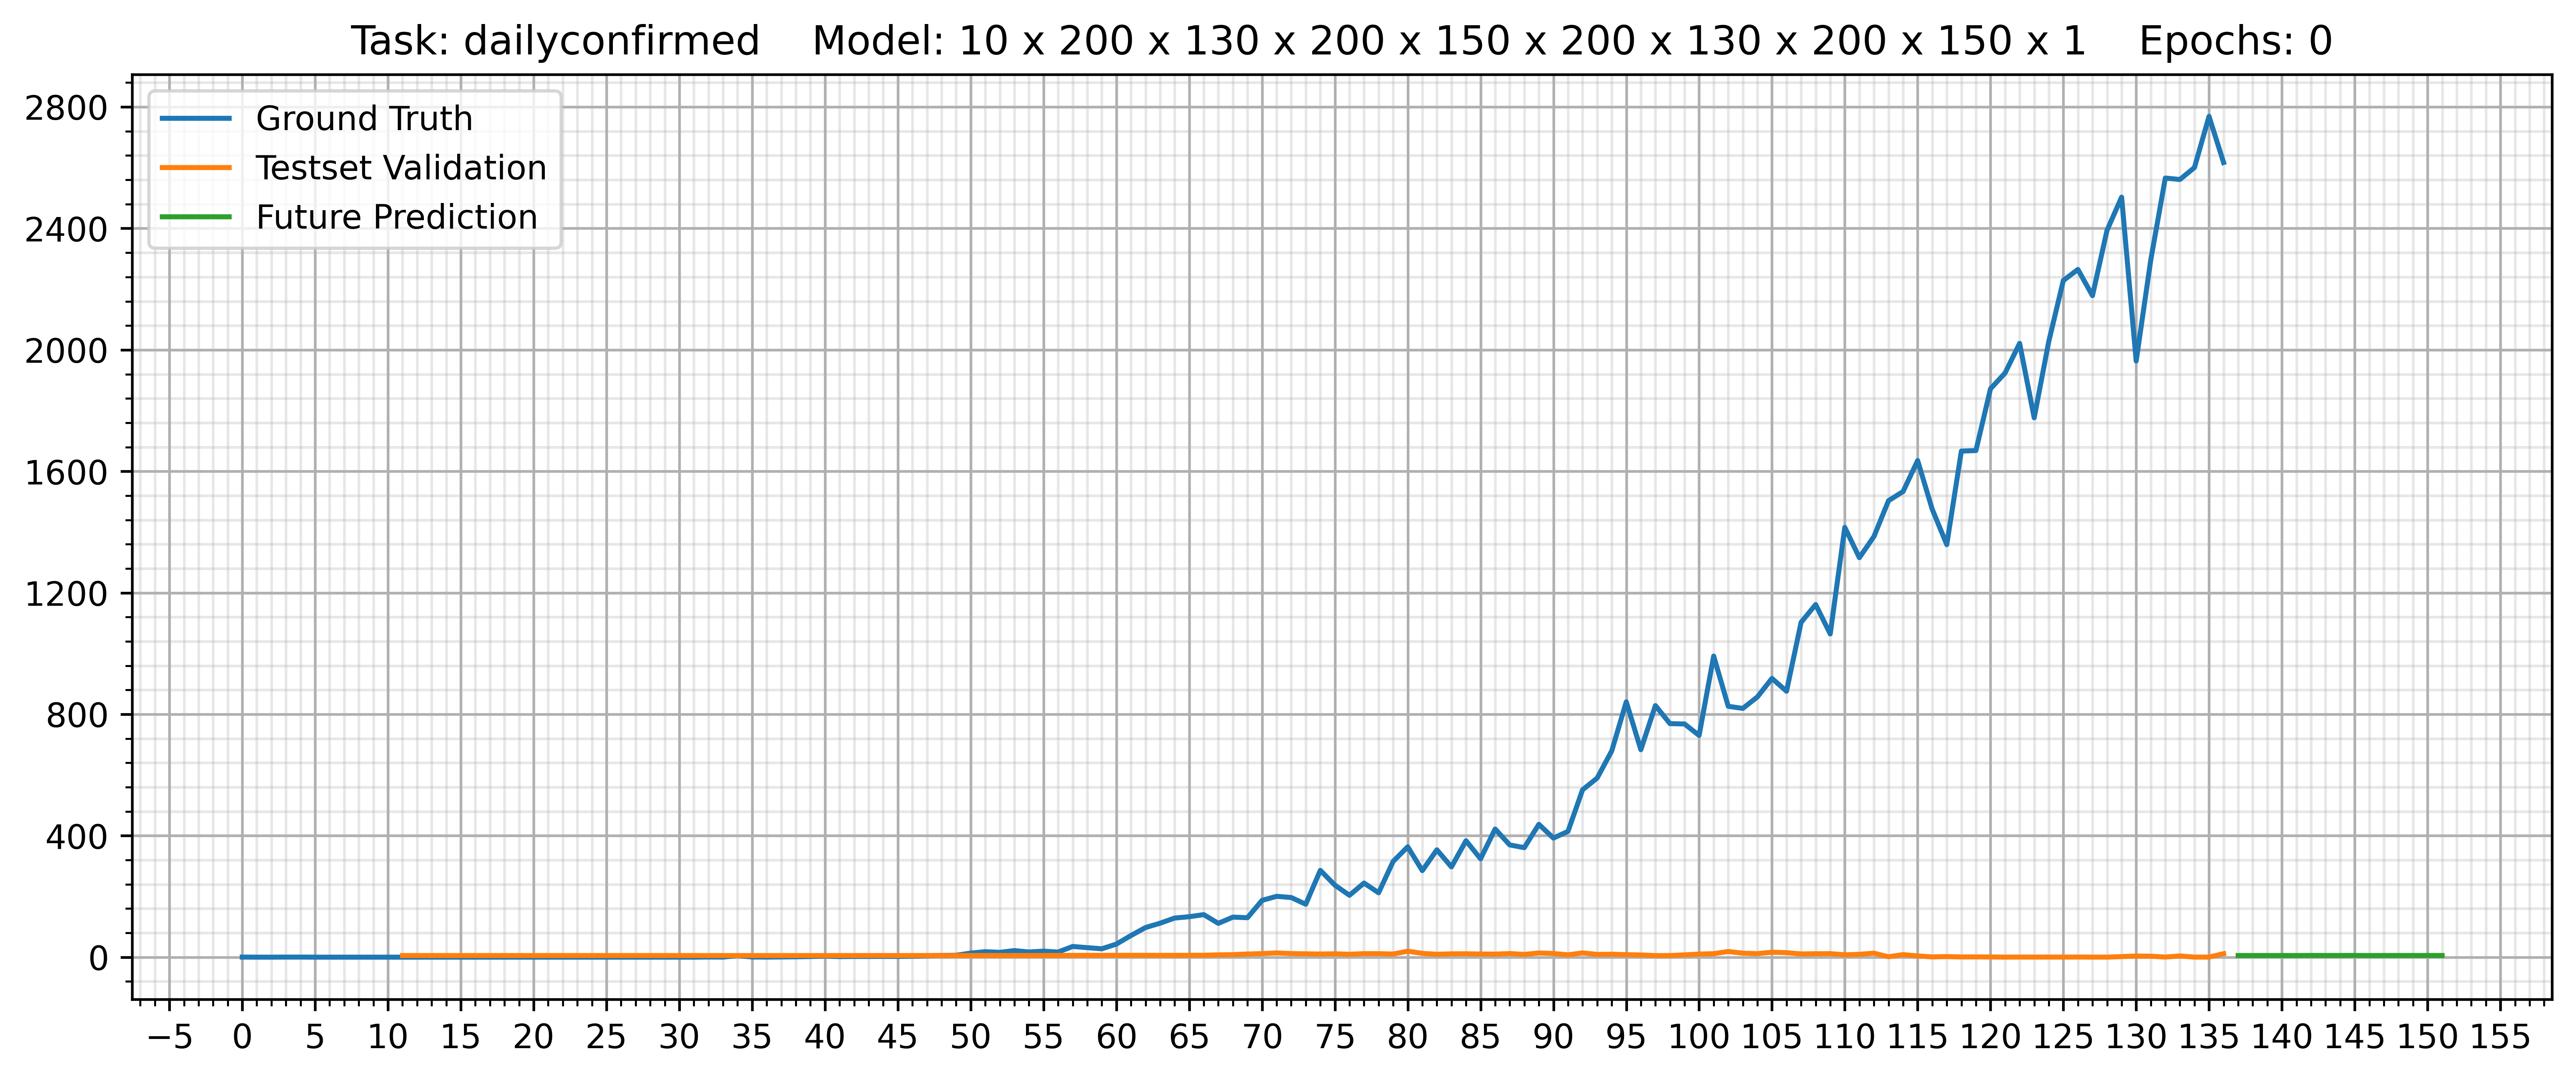 Task: dailyconfirmed    Model: 10 x 200 x 130 x 200 x 150 x 200 x 130 x 200 x 150 x 1    Epochs: 0
Ground Truth
Testset Validation
Future Prediction
2800
2400
2000
1600
1200
800
400
0
−5 0 5 10 15 20 25 30 35 40 45 50 55 60 65 70 75 80 85 90 95 100 105 110 115 120 125 130 135 140 145 150 155